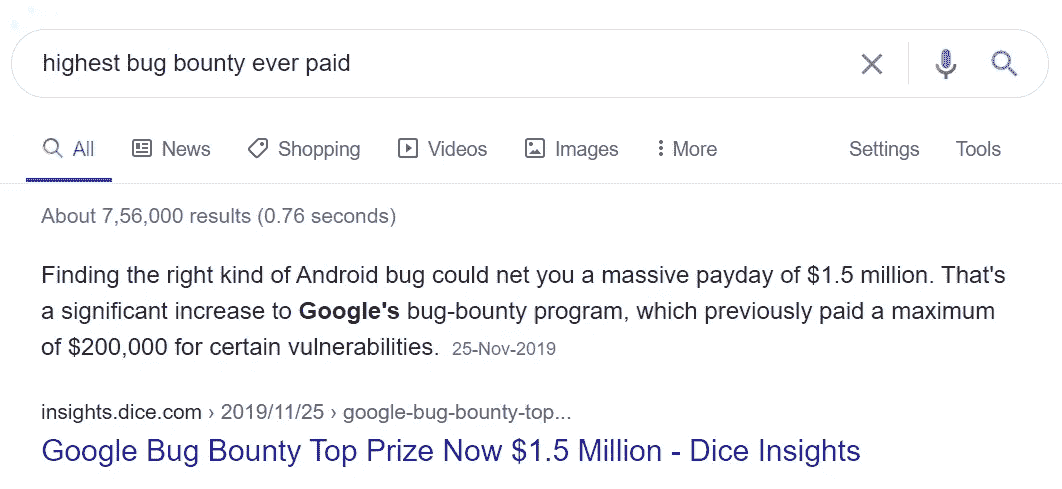 highest bug bounty ever paid
All News Shopping Videos Images More Settings Tools
About 7,56,000 results (0.76 seconds)
Finding the right kind of Android bug could net you a massive payday of $1.5 million. That's
a significant increase to Google's bug-bounty program, which previously paid a maximum
of $200,000 for certain vulnerabilities. 25-Nov-2019
insights.dice.com › 2019/11/25 › google-bug-bounty-top...
Google Bug Bounty Top Prize Now $1.5 Million - Dice Insights